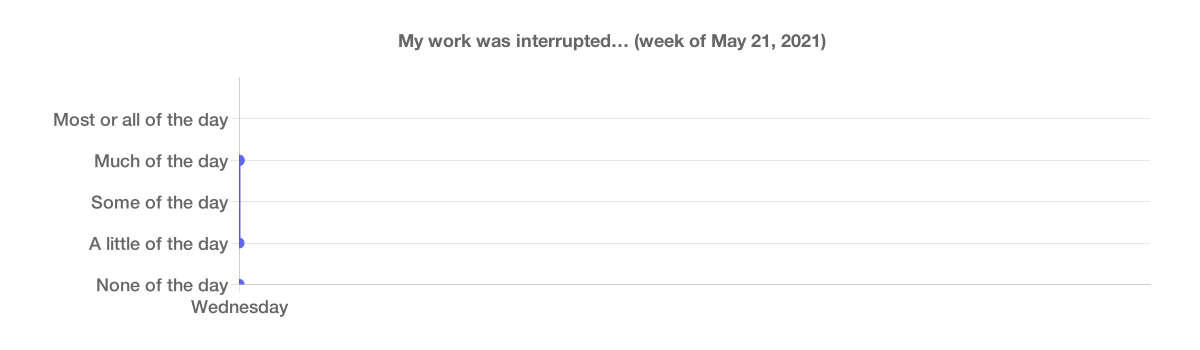 My work was interrupted… (week of May 21, 2021)
Most or all of the day
Much of the day
Some of the day
A little of the day
None of the day
Wednesday